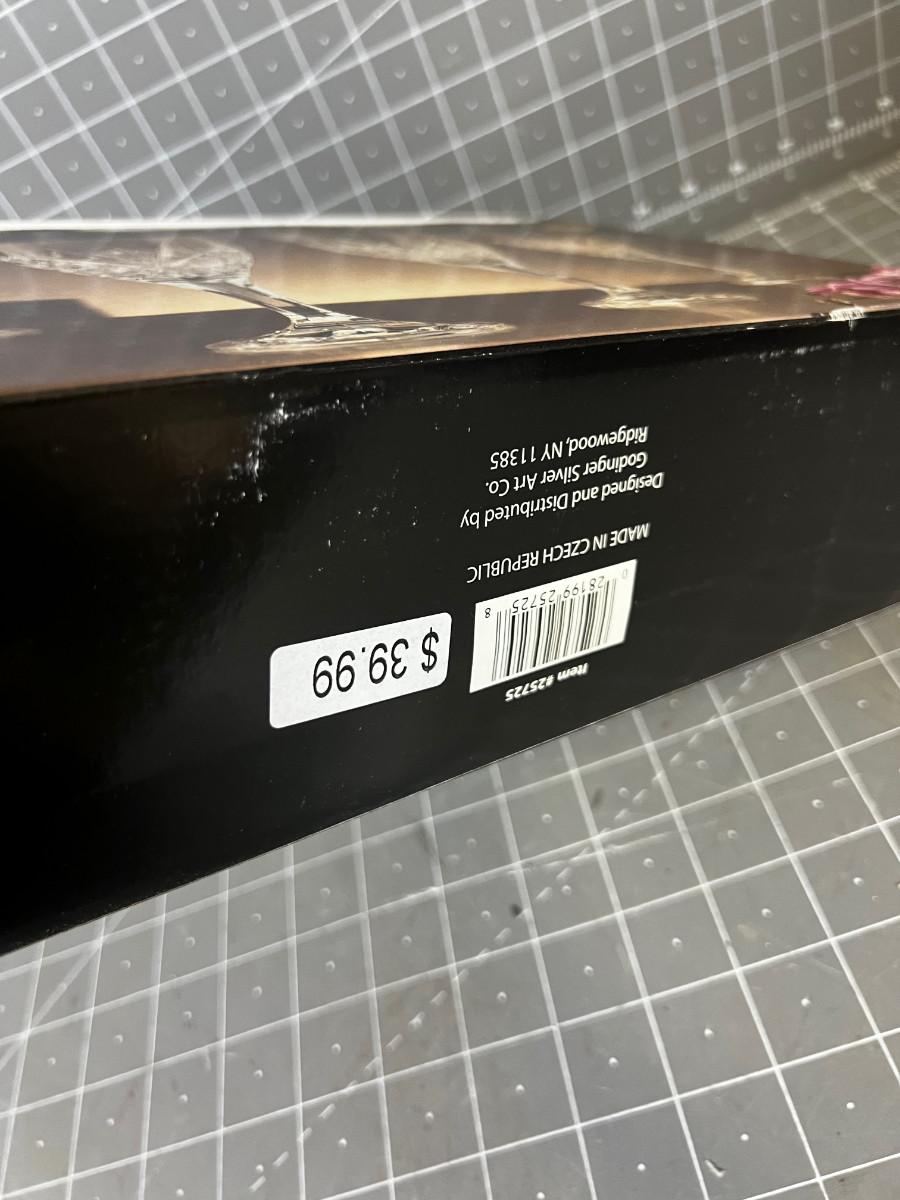 Item #25725
0 28199 25725 8
$ 39.99
MADE IN CZECH REPUBLIC
Designed and Distributed by
Godinger Silver Art Co.
Ridgewood, NY 11385